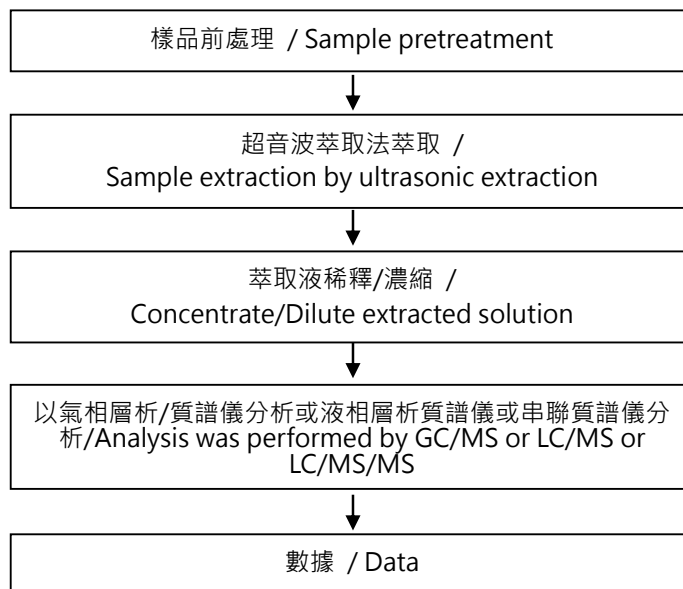 樣品前處理 / Sample pretreatment
超音波萃取法萃取 /
Sample extraction by ultrasonic extraction
萃取液稀釋/濃縮 /
Concentrate/Dilute extracted solution
以氣相層析/質譜儀分析或液相層析質譜儀或串聯質譜儀分
析/Analysis was performed by GC/MS or LC/MS or
LC/MS/MS
數據 / Data